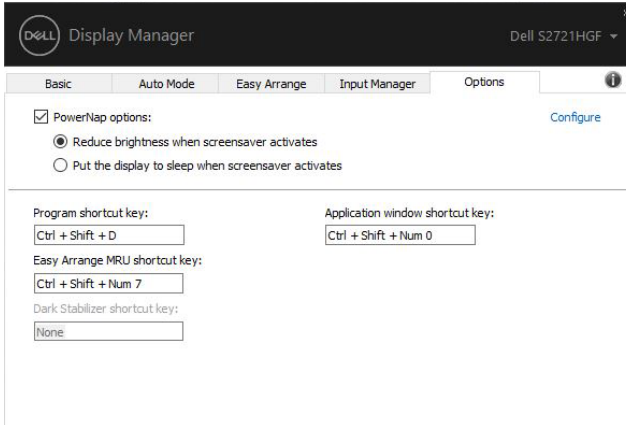 DELL Display Manager
Dell S2721HGF
Basic Auto Mode Easy Arrange Input Manager Options
PowerNap options:
Configure
Reduce brightness when screensaver activates
Put the display to sleep when screensaver activates
Program shortcut key:
Application window shortcut key:
Ctrl + Shift + D
Ctrl + Shift + Num 0
Easy Arrange MRU shortcut key:
Ctrl + Shift + Num 7
Dark Stabilizer shortcut key:
None